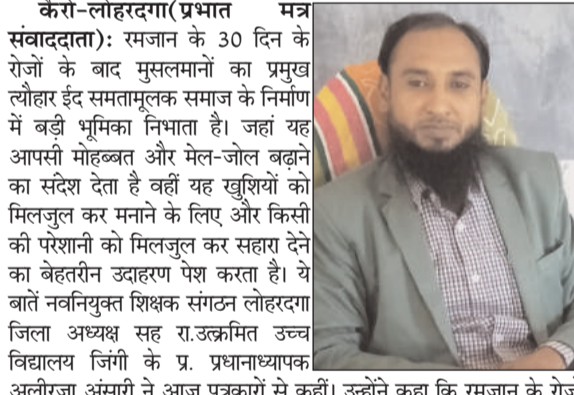 कैरो-लोहरदगा(प्रभात मंत्र
संवाददाता): रमजान के 30 दिन के
रोजों के बाद मुसलमानों का प्रमुख
त्यौहार ईद समतामूलक समाज के निर्माण
में बड़ी भूमिका निभाता है। जहां यह
आपसी मोहब्बत और मेल-जोल बढ़ाने
का संदेश देता है वहीं यह खुशियों को
मिलजुल कर मनाने के लिए और किसी
की परेशानी को मिलजुल कर सहारा देने
का बेहतरीन उदाहरण पेश करता है। ये
बातें नवनियुक्त शिक्षक संगठन लोहरदगा
जिला अध्यक्ष सह रा.उत्क्रमित उच्च
विद्यालय जिंगी के प्र. प्रधानाध्यापक
अलीरजा अंसारी ने आज पत्रकारों से कहीं। उन्होंने कहा कि रमजान के